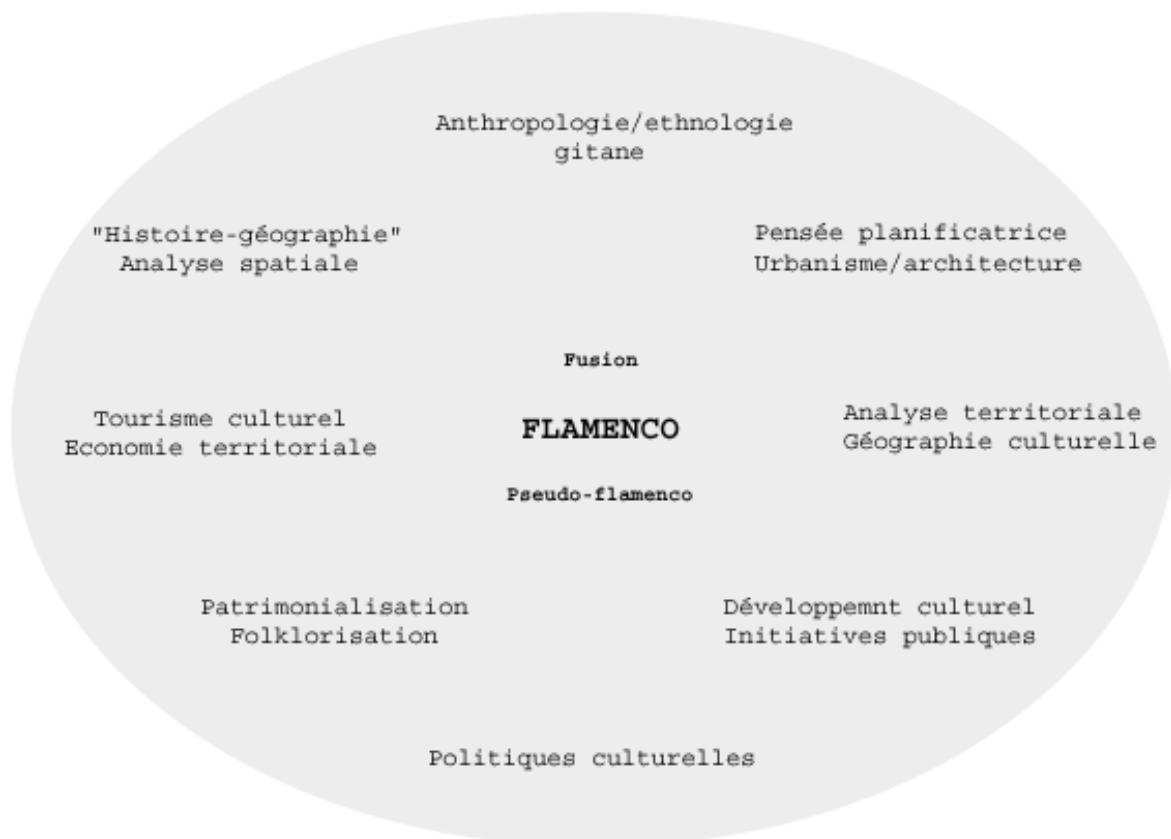 Anthropologie/ethnologie
gitane
"Histoire-géographie"
Analyse spatiale
Pensée planificatrice
Urbanisme/architecture
Fusion
Tourisme culturel
Economie territoriale
FLAMENCO
Analyse territoriale
Géographie culturelle
Pseudo-flamenco
Patrimonialisation
Folklorisation
Développemnt culturel
Initiatives publiques
Politiques culturelles